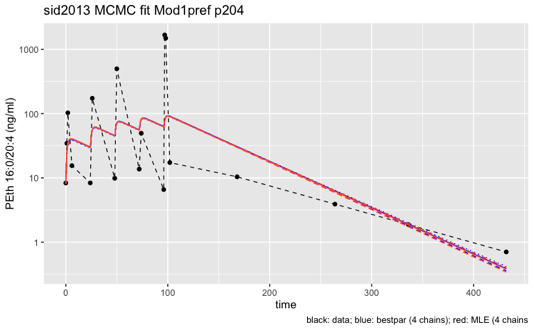 sid2013 MCMC fit Mod1pref p204
PEth 16:0/20:4 (ng/ml)
1000
100
10
1
0
100
200
300
400
time
black: data; blue: bestpar (4 chains); red: MLE (4 chains